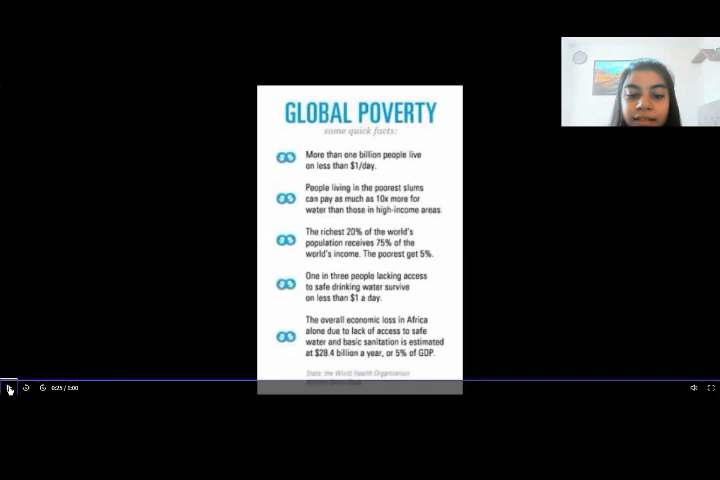 GLOBAL POVERTY
some quick facts:
More than one billion people live
on less than $1/day.
People living in the poorest slums
can pay as much as 10x more for
water than those in high-income areas.
The richest 20% of the world's
population receives 75% of the
world's income. The poorest get 5%.
One in three people lacking access
to safe drinking water survive
on less than $1 a day.
The overall economic loss in Africa
alone due to lack of access to safe
water and basic sanitation is estimated
at $28.4 billion a year, or 5% of GDP.
Stats: the World Health Organization
0:25 / 1:00